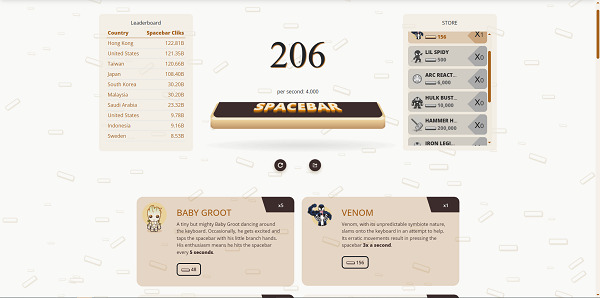 Leaderboard
Country Spacebar Cliks
Hong Kong 122.81B
United States 121.35B
Taiwan 120.66B
Japan 108.40B
South Korea 30.20B
Malaysia 30.20B
Saudi Arabia 23.32B
United States 9.78B
Indonesia 9.16B
Sweden 8.53B
206
per second: 4.000
SPACEBAR
STORE
156 X1
LIL SPIDY
500 X0
ARC REACT...
6,000 X0
HULK BUST...
10,000 X0
HAMMER H...
200,000 X0
IRON LEGI...
x5
BABY GROOT
A tiny but mighty Baby Groot dancing around
the keyboard. Occasionally, he gets excited and
taps the spacebar with his little branch hands.
His enthusiasm means he hits the spacebar
every 5 seconds.
48
x1
VENOM
Venom, with its unpredictable symbiote nature,
slams onto the keyboard in an attempt to help.
Its erratic movements result in pressing the
spacebar 3x a second.
156